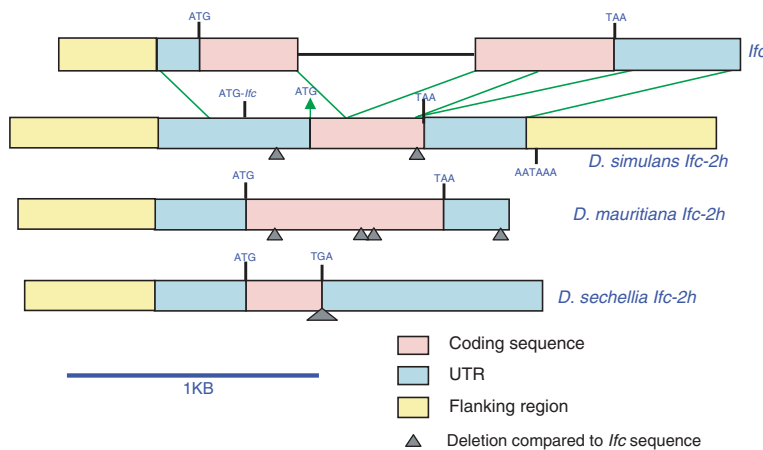 ATG
TAA
Ifc
ATG-Ifc
ATG
TAA
AATAAA
D. simulans Ifc-2h
ATG
TAA
D. mauritiana Ifc-2h
ATG
TGA
D. sechellia Ifc-2h
Coding sequence
UTR
1KB
Flanking region
Deletion compared to Ifc sequence